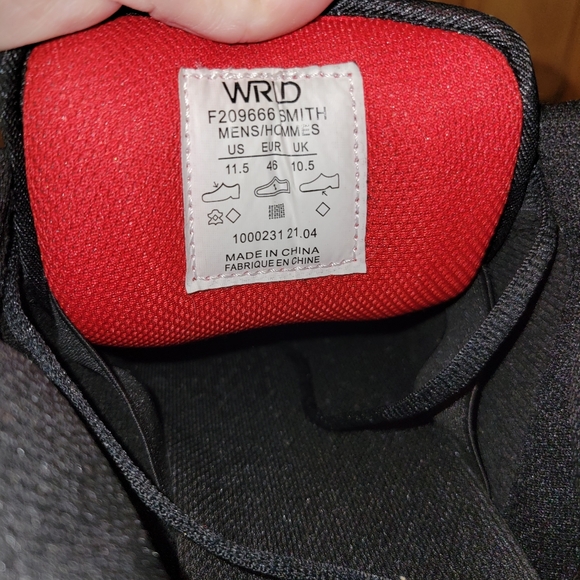 WRLD
F209666 SMITH
MENS/HOMMES
US EUR UK
11.5 46 10.5
1000231 21.04
MADE IN CHINA
FABRIQUE EN CHINE